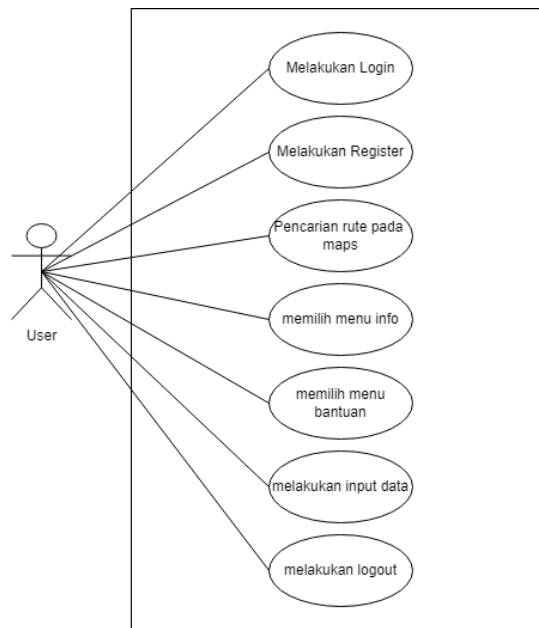 Melakukan Login
Melakukan Register
Pencarian rute pada
maps
User
memilih menu info
memilih menu
bantuan
melakukan input data
melakukan logout